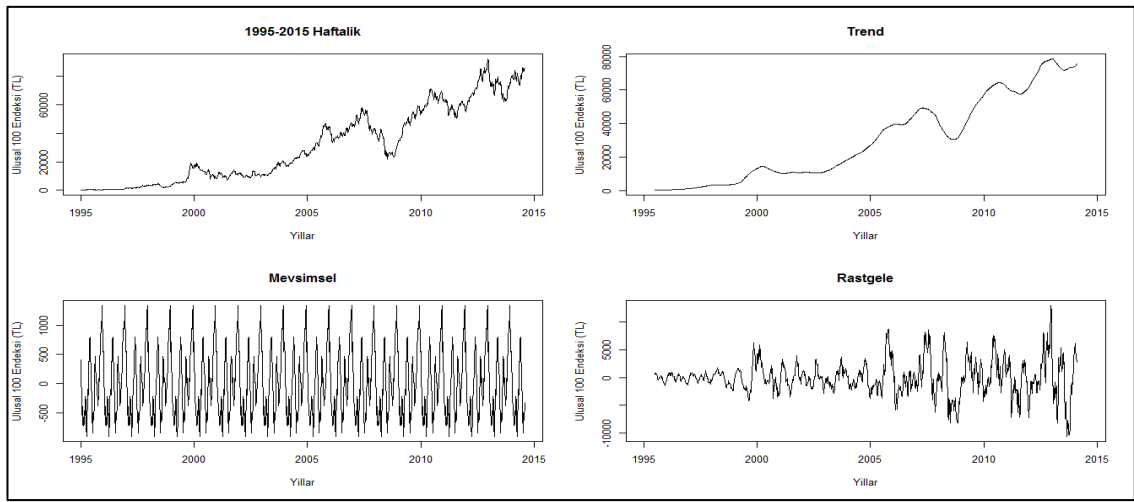 1995-2015 Haftalik
Ulusal 100 Endeksi (TL)
0
20000
60000
1995
2000
2005
2010
2015
Yillar
Trend
Ulusal 100 Endeksi (TL)
0
20000
40000
60000
80000
1995
2000
2005
2010
2015
Yillar
Mevsimsel
Ulusal 100 Endeksi (TL)
-500
0
500
1000
1995
2000
2005
2010
2015
Yillar
Rastgele
Ulusal 100 Endeksi (TL)
-10000
0
5000
1995
2000
2005
2010
2015
Yillar